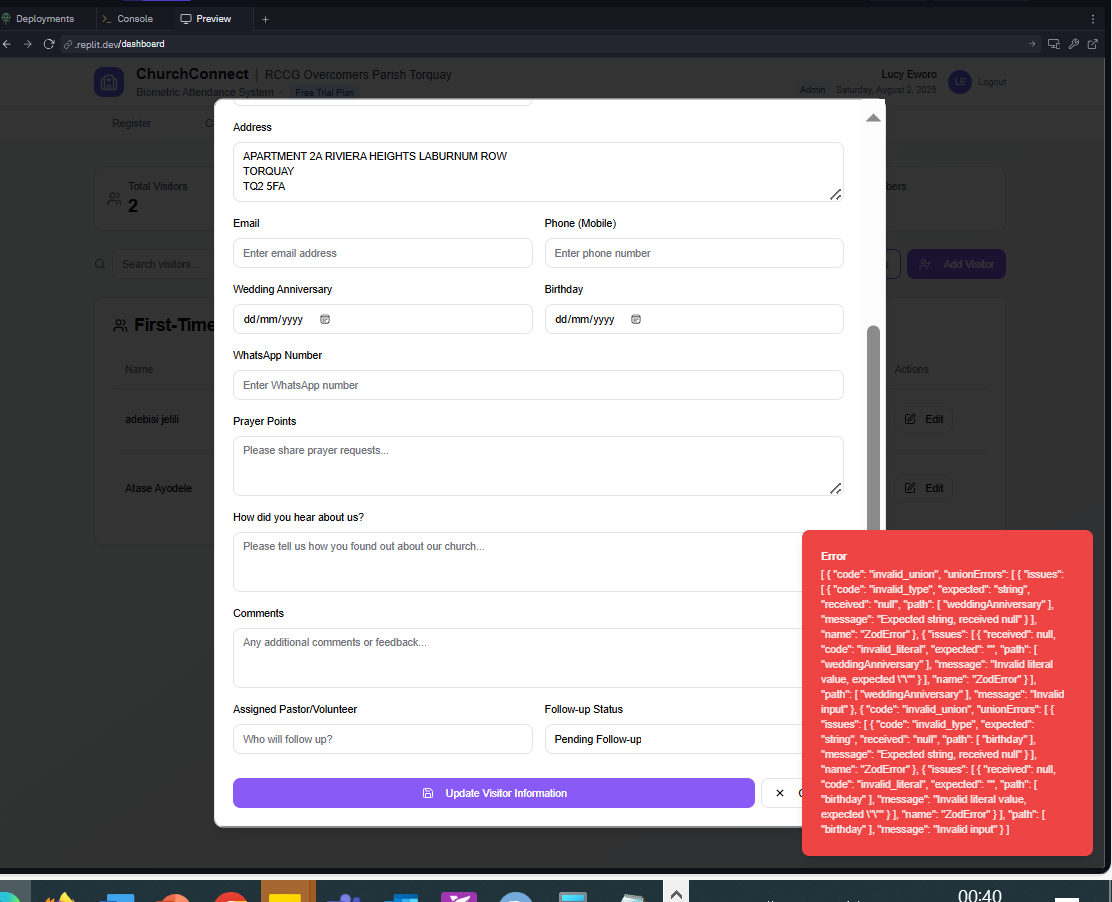 Deployments
Console
Preview
.replit.dev/dashboard
ChurchConnect | RCCG Overcomers Parish Torquay
Biometric Attendance System
Free Trial Plan
Lucy Eworo
Admin
Saturday, August 2, 2025
LE
Logout
Register
Total Visitors
2
Search visitors...
Add Visitor
First-Time
Name
Actions
adebisi jelili
Edit
Atase Ayodele
Edit
Address
APARTMENT 2A RIVIERA HEIGHTS LABURNUM ROW
TORQUAY
TQ2 5FA
Email
Phone (Mobile)
Enter email address
Enter phone number
Wedding Anniversary
Birthday
dd/mm/yyyy
dd/mm/yyyy
WhatsApp Number
Enter WhatsApp number
Prayer Points
Please share prayer requests...
How did you hear about us?
Please tell us how you found out about our church...
Comments
Any additional comments or feedback...
Assigned Pastor/Volunteer
Follow-up Status
Who will follow up?
Pending Follow-up
Update Visitor Information
Error
[ { "code": "invalid_union", "unionErrors": [ { "issues":
[ { "code": "invalid_type", "expected": "string",
"received": "null", "path": [ "weddingAnniversary" ],
"message": "Expected string, received null" } ],
"name": "ZodError" }, { "issues": [ { "received": null,
"code": "invalid_literal", "expected": "", "path": [
"weddingAnniversary" ], "message": "Invalid literal
value, expected \"\"" } ], "name": "ZodError" } ],
"path": [ "weddingAnniversary" ], "message": "Invalid
input" }, { "code": "invalid_union", "unionErrors": [ {
"issues": [ { "code": "invalid_type", "expected":
"string", "received": "null", "path": [ "birthday" ],
"message": "Expected string, received null" } ],
"name": "ZodError" }, { "issues": [ { "received": null,
"code": "invalid_literal", "expected": "", "path": [
"birthday" ], "message": "Invalid literal value,
expected \"\"" } ], "name": "ZodError" } ], "path": [
"birthday" ], "message": "Invalid input" } ]
00:40